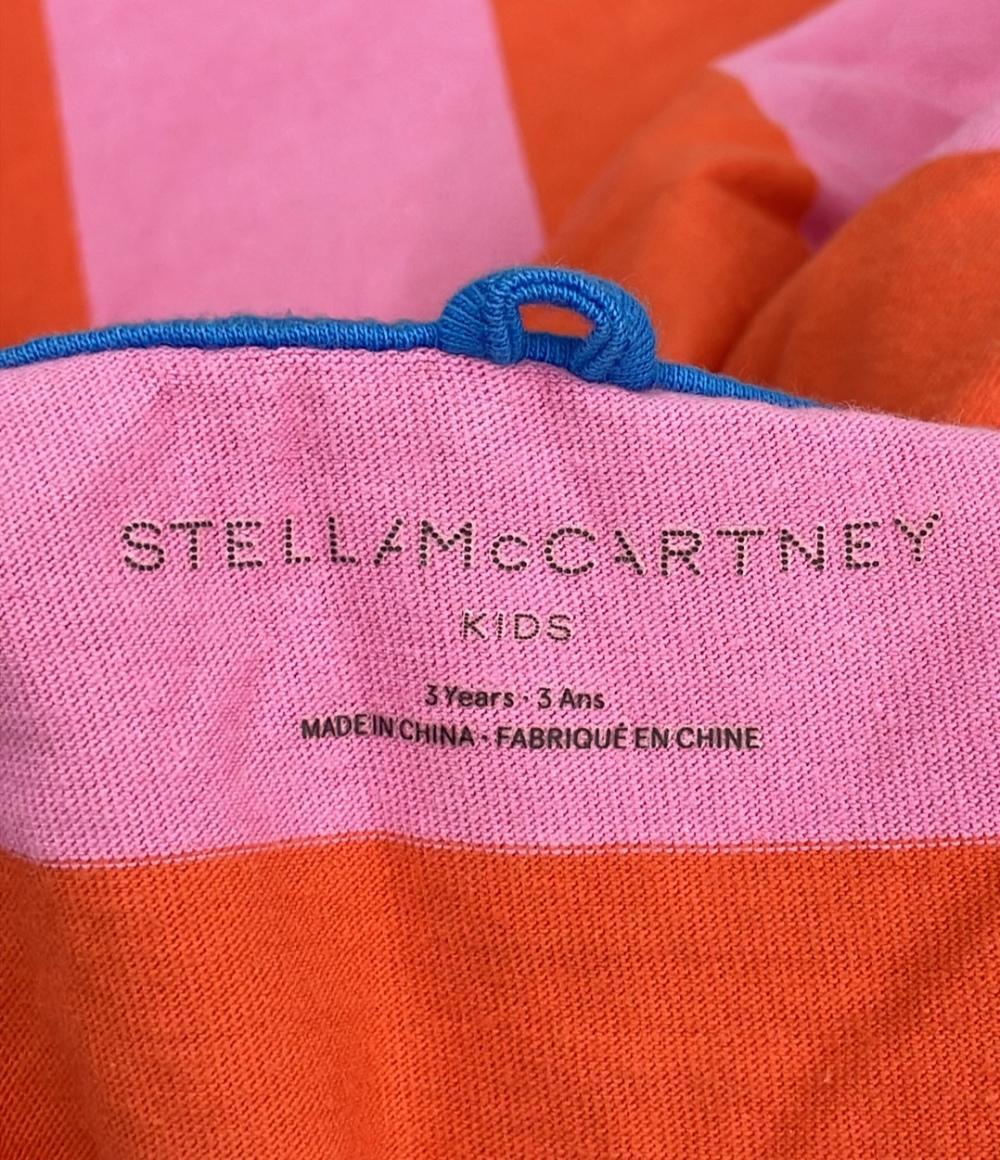 STELLA McCARTNEY
KIDS
3 Years · 3 Ans
MADE IN CHINA · FABRIQUÉ EN CHINE